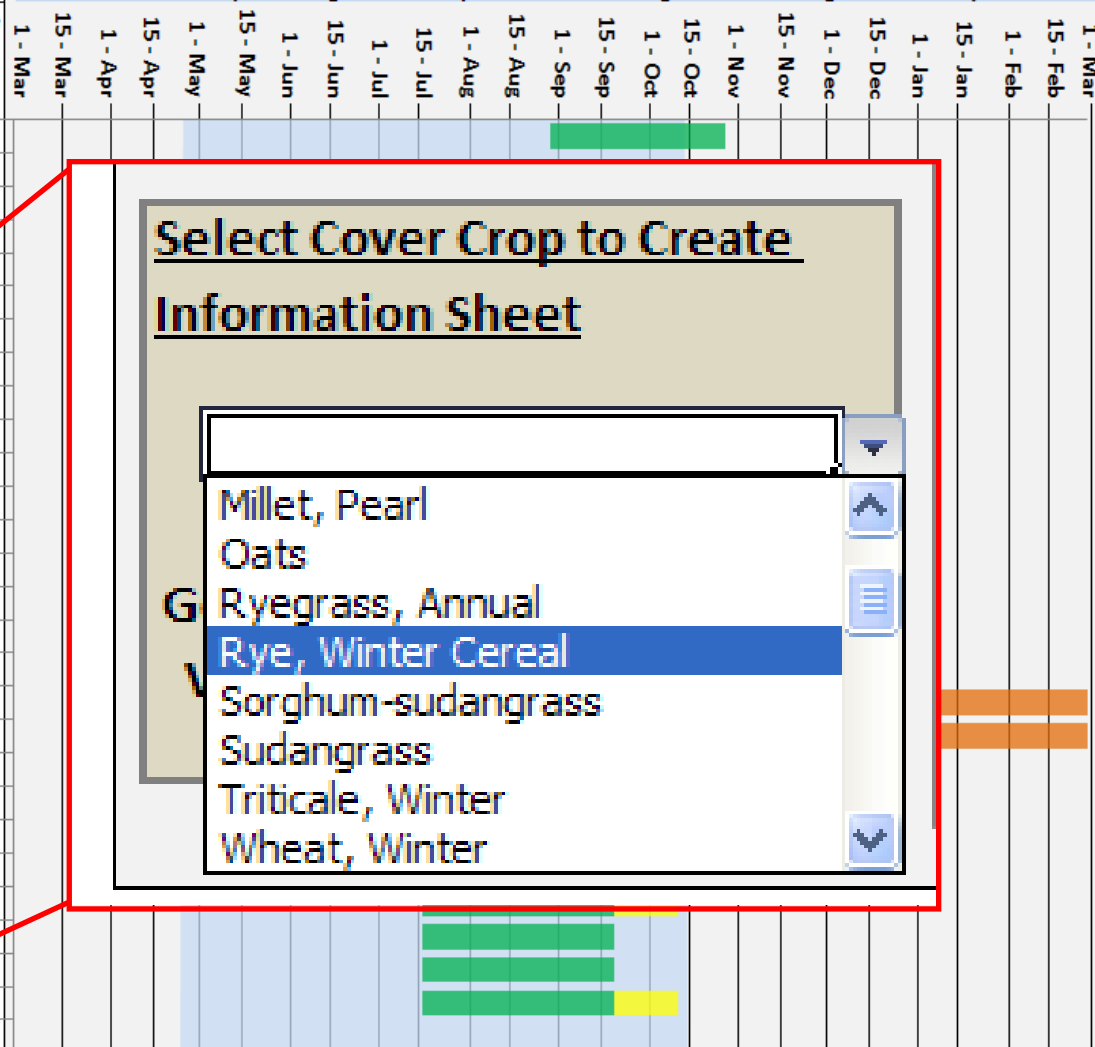 1 - Mar
15 - Mar
1 - Apr
15 - Apr
1 - May
15 - May
1 - Jun
15 - Jun
1 - Jul
15 - Jul
1 - Aug
15 - Aug
1 - Sep
15 - Sep
1 - Oct
15 - Oct
1 - Nov
15 - Nov
1 - Dec
15 - Dec
1 - Jan
15 - Jan
1 - Feb
15 - Feb
1 - Mar
Select Cover Crop to Create
Information Sheet
Millet, Pearl
Oats
Ryegrass, Annual
Rye, Winter Cereal
Sorghum-sudangrass
Sudangrass
Triticale, Winter
Wheat, Winter